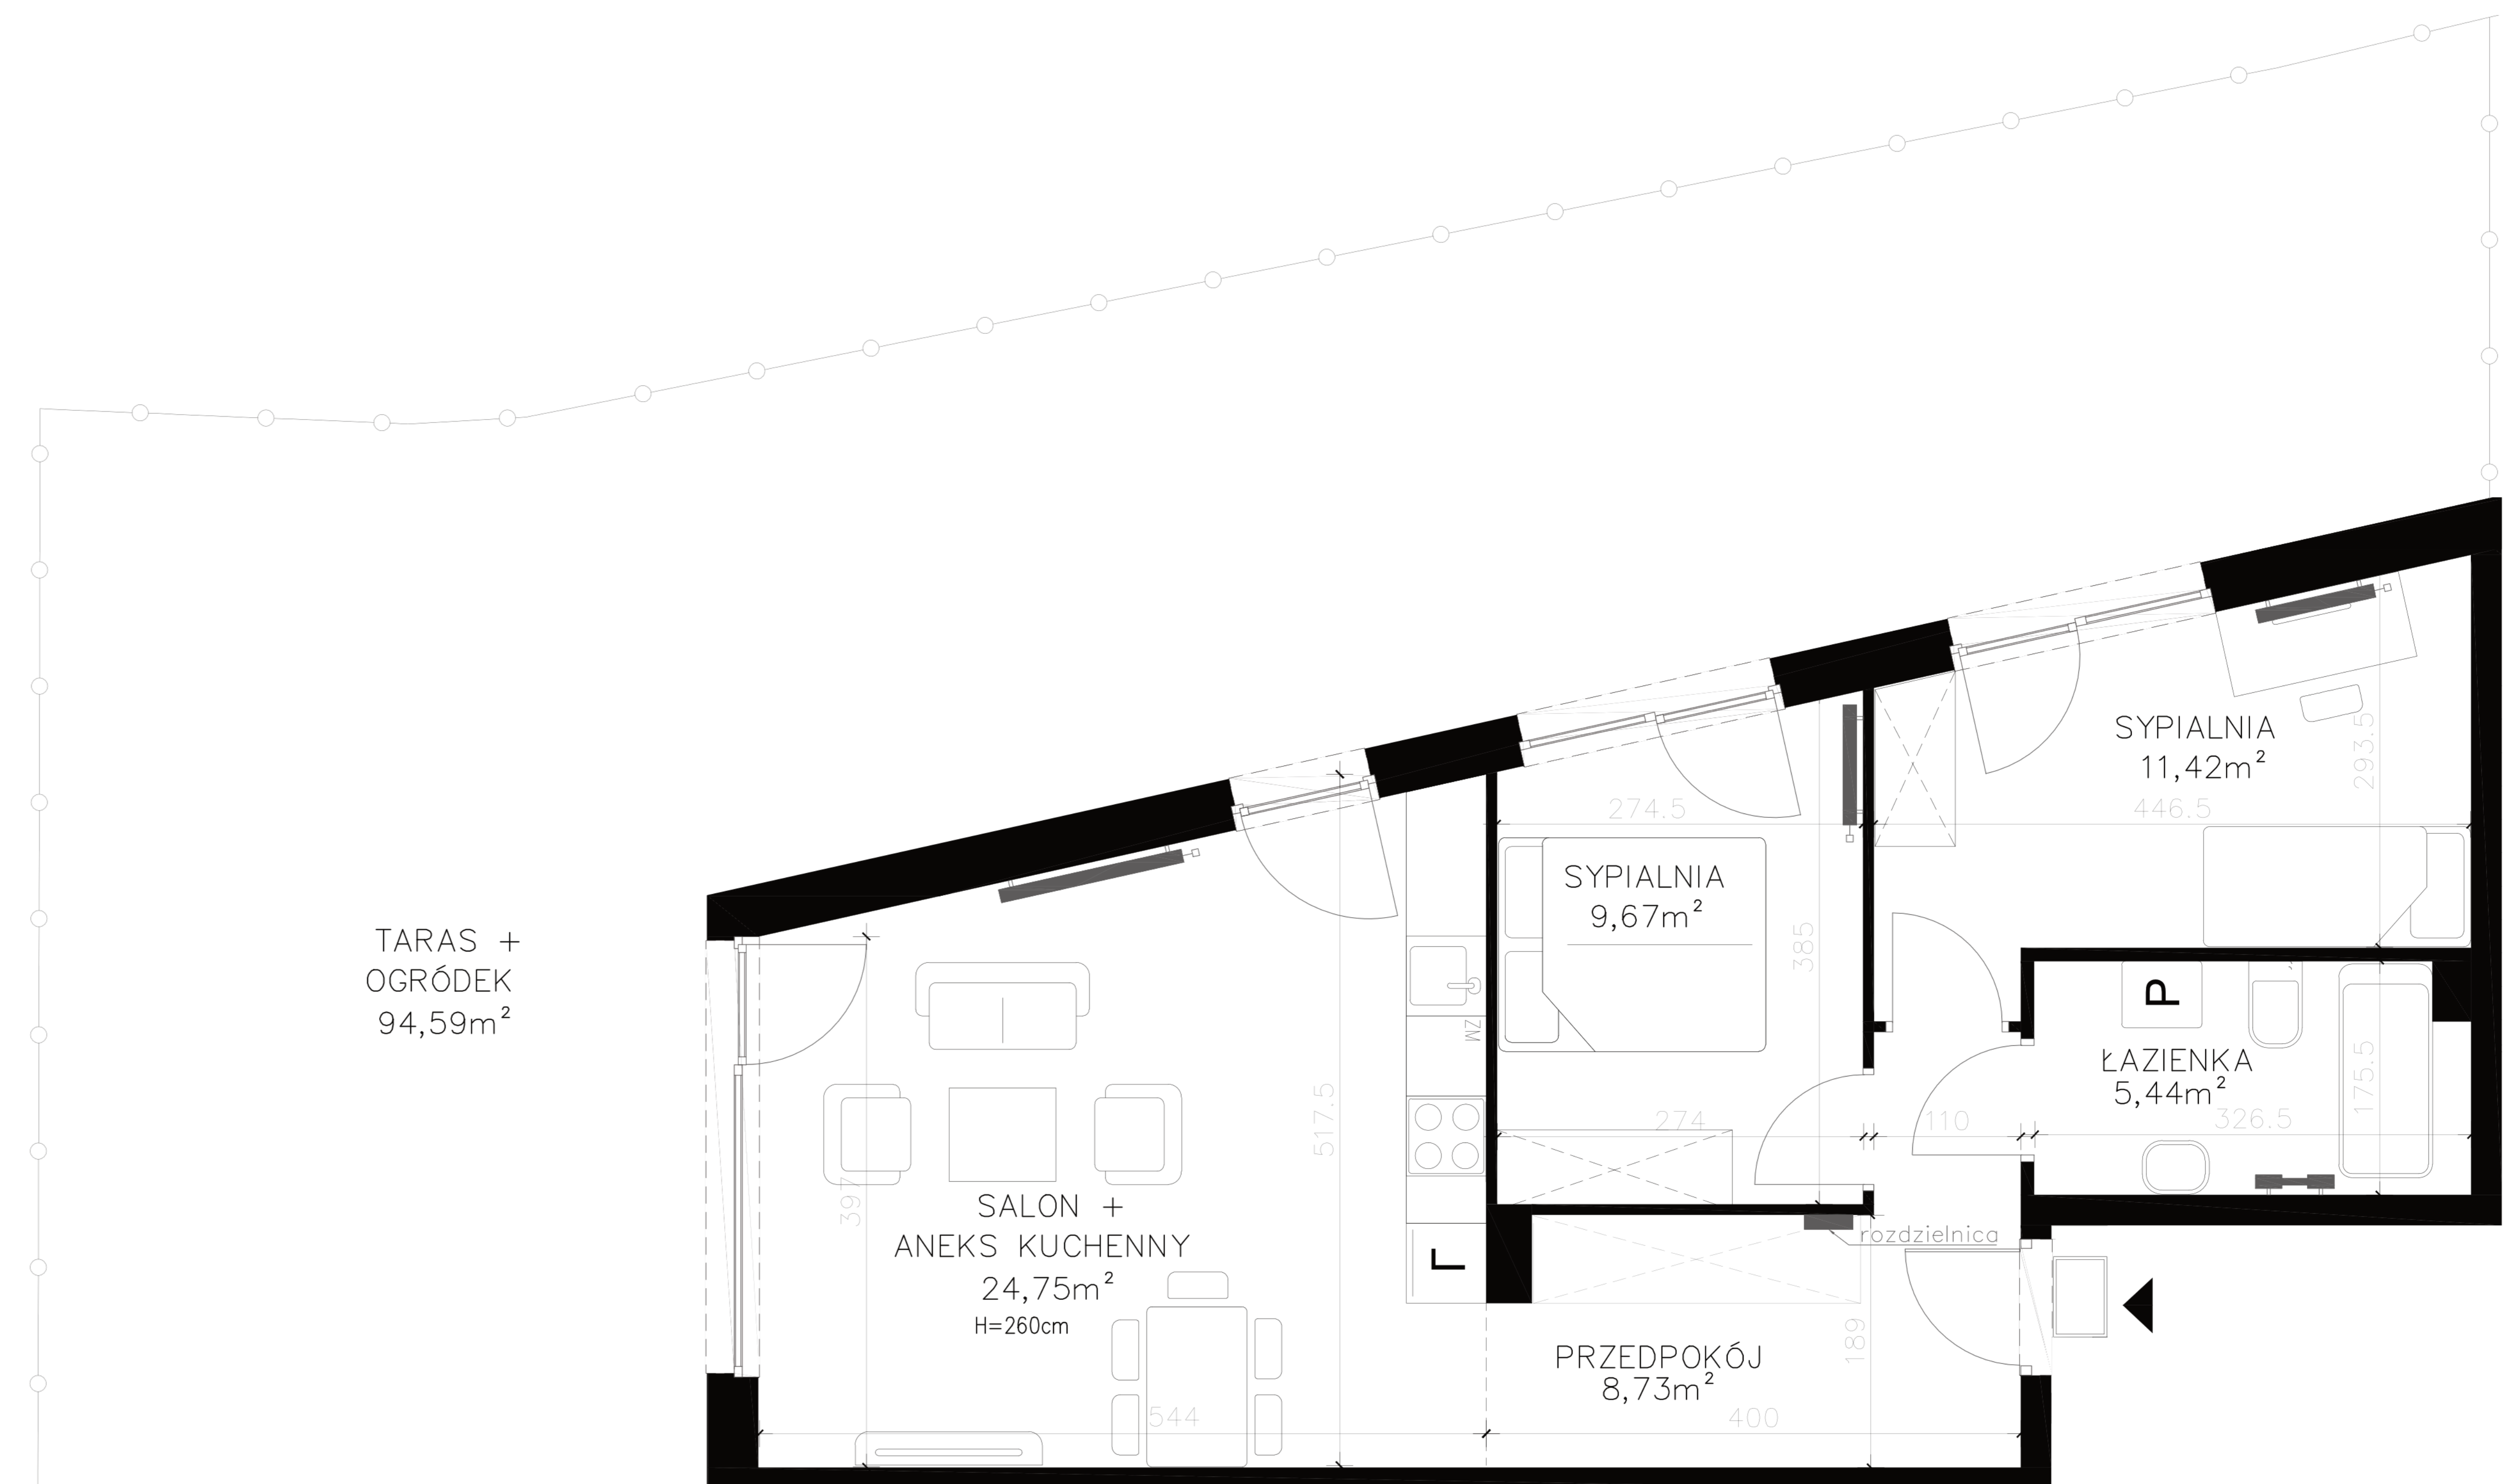 SYPIALNIA
11,42m²
293.5
446.5
274.5
SYPIALNIA
9,67m²
385
TARAS +
OGRÓDEK
94,59m²
ZM
P
ŁAZIENKA
5,44m²
175.5
326.5
274
110
517.5
397
SALON +
ANEKS KUCHENNY
24,75m²
H=260cm
L
rozdzielnica
PRZEDPOKÓJ
8,73m²
189
544
400